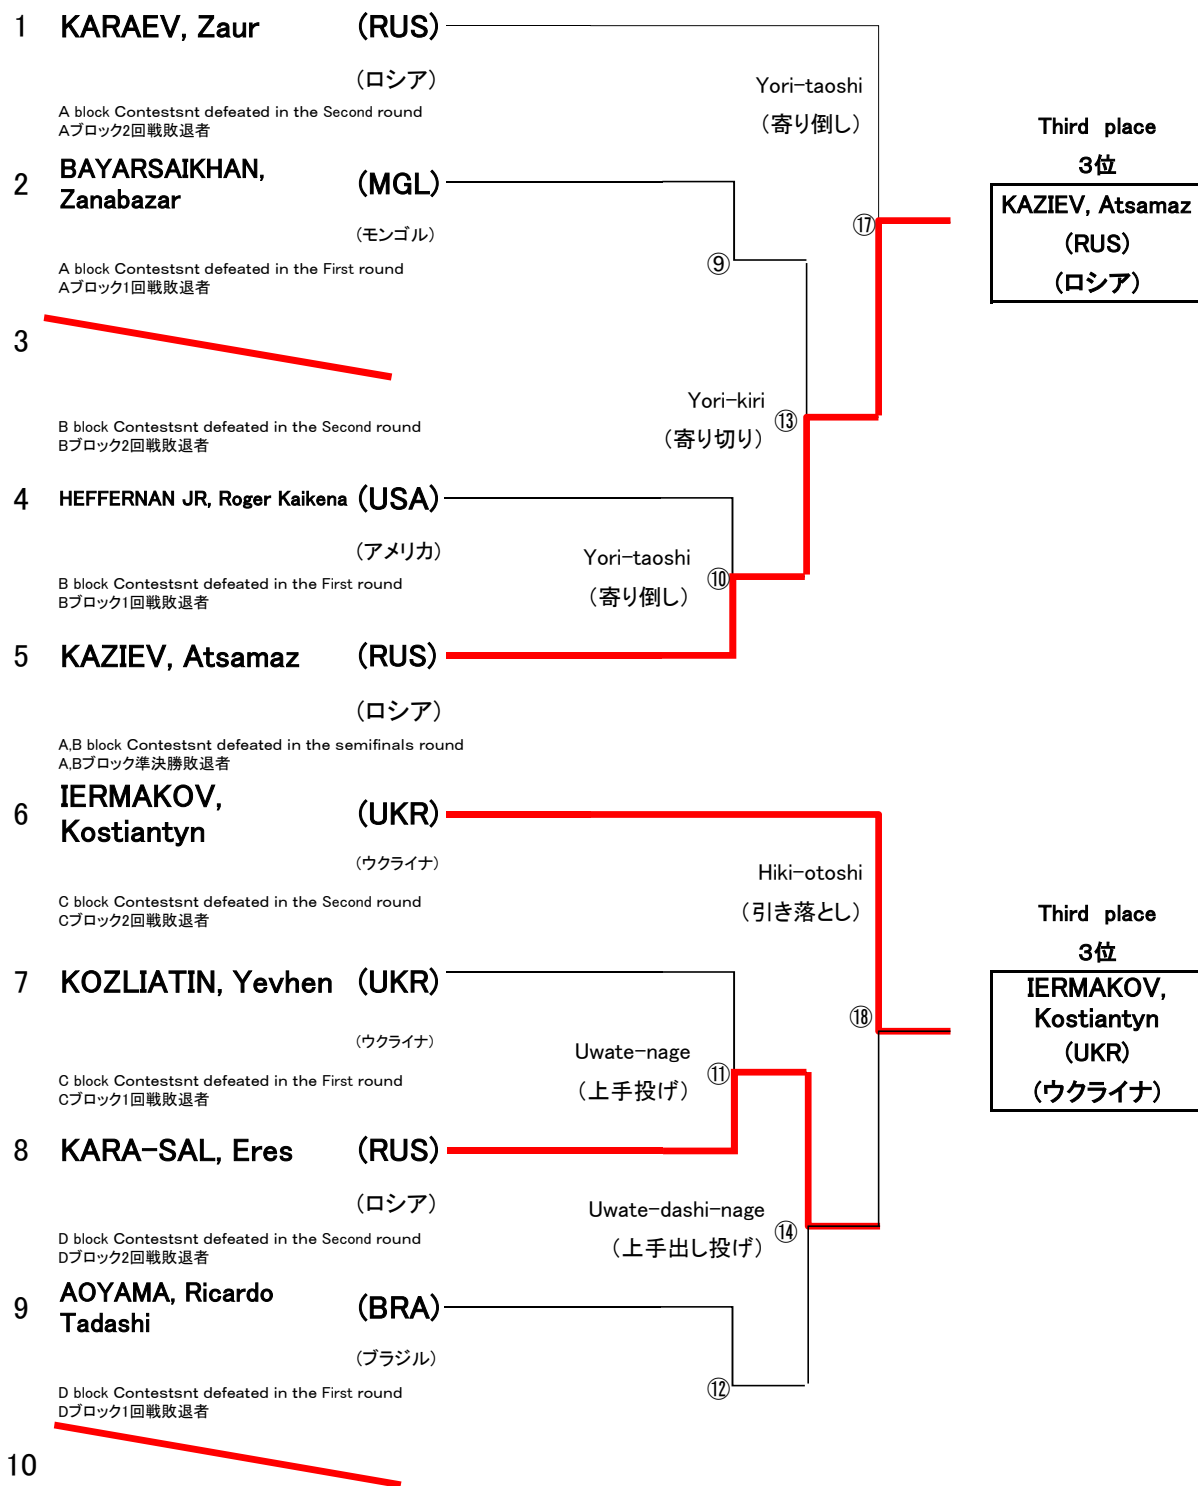 1 KARAEV, Zaur (RUS)
(ロシア)
Yori-taoshi
(寄り倒し)
A block Contestsnt defeated in the Second round
Aブロック2回戦敗退者
Third place
3位
2 BAYARSAIKHAN, Zanabazar (MGL)
(モンゴル)
KAZIEV, Atsamaz
(RUS)
(ロシア)
⑰
⑨
A block Contestsnt defeated in the First round
Aブロック1回戦敗退者
3
Yori-kiri
(寄り切り)
⑬
B block Contestsnt defeated in the Second round
Bブロック2回戦敗退者
4 HEFFERNAN JR, Roger Kaikena (USA)
(アメリカ)
Yori-taoshi
(寄り倒し)
⑩
B block Contestsnt defeated in the First round
Bブロック1回戦敗退者
5 KAZIEV, Atsamaz (RUS)
(ロシア)
A,B block Contestsnt defeated in the semifinals round
A,Bブロック準決勝敗退者
6 IERMAKOV, Kostiantyn (UKR)
(ウクライナ)
Hiki-otoshi
(引き落とし)
C block Contestsnt defeated in the Second round
Cブロック2回戦敗退者
Third place
3位
7 KOZLIATIN, Yevhen (UKR)
(ウクライナ)
IERMAKOV,
Kostiantyn
(UKR)
(ウクライナ)
⑱
Uwate-nage
(上手投げ)
⑪
C block Contestsnt defeated in the First round
Cブロック1回戦敗退者
8 KARA-SAL, Eres (RUS)
(ロシア)
Uwate-dashi-nage
(上手出し投げ)
⑭
D block Contestsnt defeated in the Second round
Dブロック2回戦敗退者
9 AOYAMA, Ricardo Tadashi (BRA)
(ブラジル)
⑫
D block Contestsnt defeated in the First round
Dブロック1回戦敗退者
10